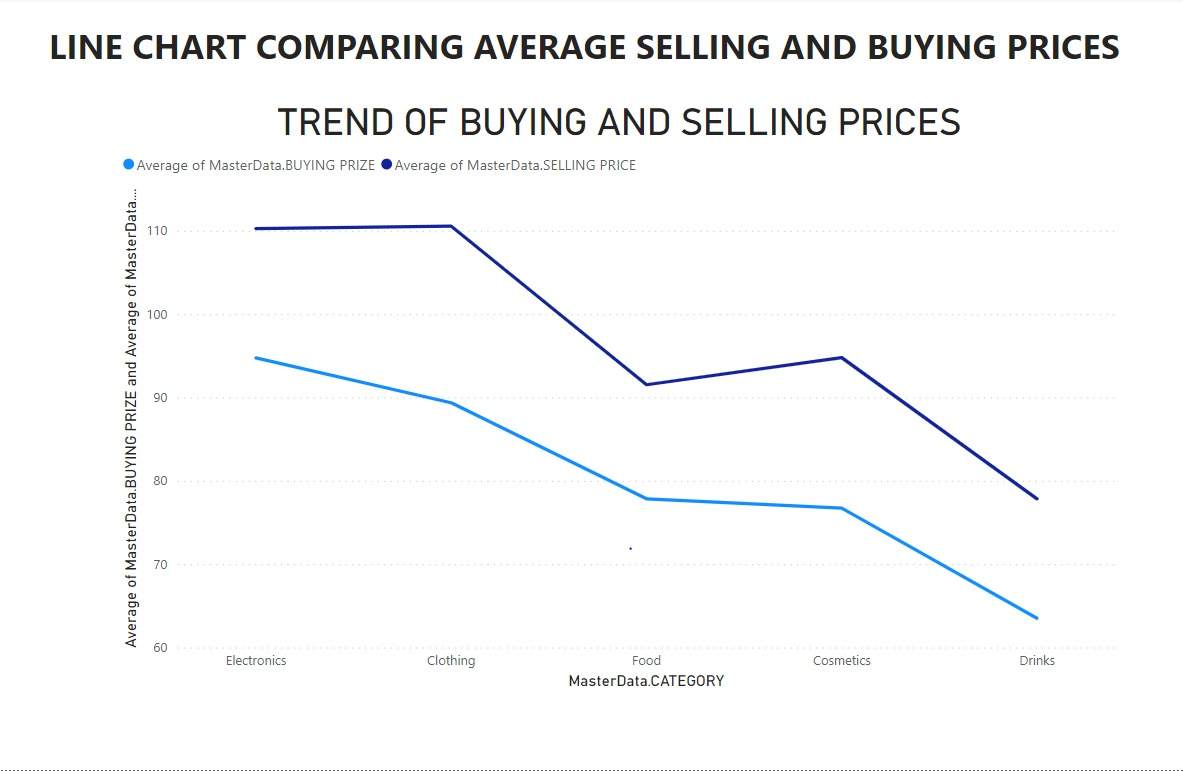 LINE CHART COMPARING AVERAGE SELLING AND BUYING PRICES
TREND OF BUYING AND SELLING PRICES
Average of MasterData.BUYING PRIZE Average of MasterData.SELLING PRICE
Average of MasterData.BUYING PRIZE and Average of MasterData....
110
100
90
80
70
60
Electronics Clothing Food Cosmetics Drinks
MasterData.CATEGORY